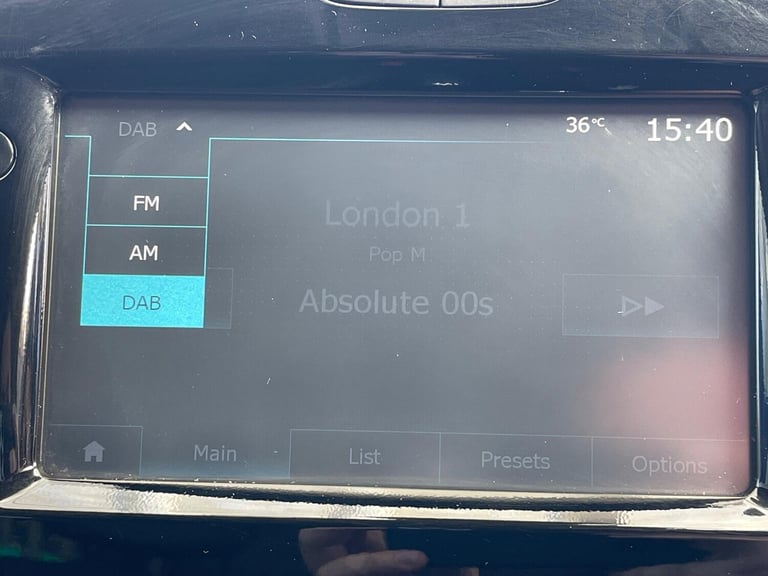 DAB
36°C
15:40
FM
AM
DAB
London 1
Pop M
Absolute 00s
Main
List
Presets
Options